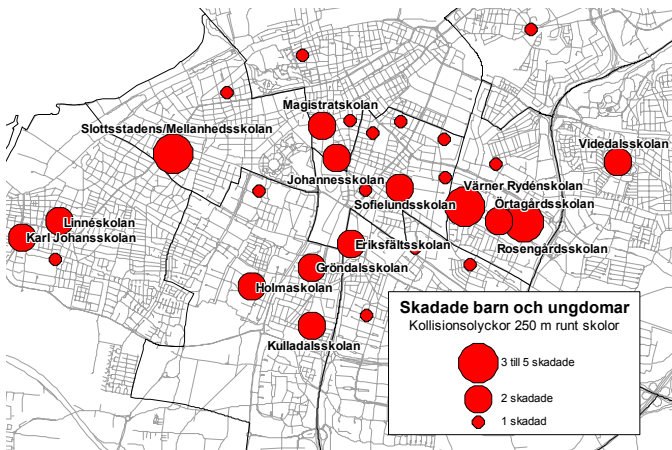 Magistratskolan
Slottsstadens/Mellanhedsskolan
Videdalsskolan
Johannesskolan
Värner Rydénskolan
Sofielundsskolan
Örtagårdsskolan
Linnéskolan
Karl Johansskolan
Eriksfältsskolan
Rosengårdsskolan
Gröndalsskolan
Holmaskolan
Kulladalsskolan
Skadade barn och ungdomar
Kollisionsolyckor 250 m runt skolor
3 till 5 skadade
2 skadade
1 skadad